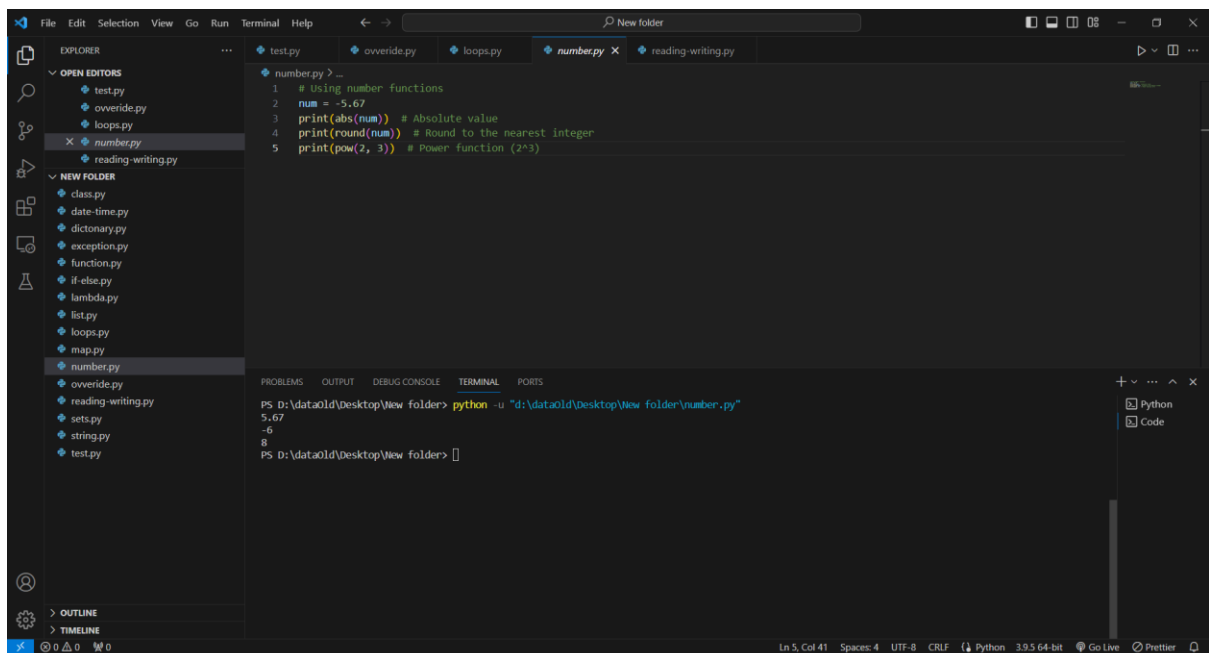 File Edit Selection View Go Run Terminal Help New folder
EXPLORER
OPEN EDITORS
test.py
ovveride.py
loops.py
number.py
reading-writing.py
NEW FOLDER
class.py
date-time.py
dictonary.py
exception.py
function.py
if-else.py
lambda.py
list.py
loops.py
map.py
number.py
ovveride.py
reading-writing.py
sets.py
string.py
test.py
OUTLINE
TIMELINE
test.py ovveride.py loops.py number.py reading-writing.py
number.py > ...
1 # Using number functions
2 num = -5.67
3 print(abs(num)) # Absolute value
4 print(round(num)) # Round to the nearest integer
5 print(pow(2, 3)) # Power function (2^3)
PROBLEMS OUTPUT DEBUG CONSOLE TERMINAL PORTS
PS D:\dataOld\Desktop\New folder> python -u "d:\dataOld\Desktop\New folder\number.py"
5.67
-6
8
PS D:\dataOld\Desktop\New folder>
Python
Code
0 0 0 Ln 5, Col 41 Spaces: 4 UTF-8 CRLF Python 3.9.5 64-bit Go Live Prettier